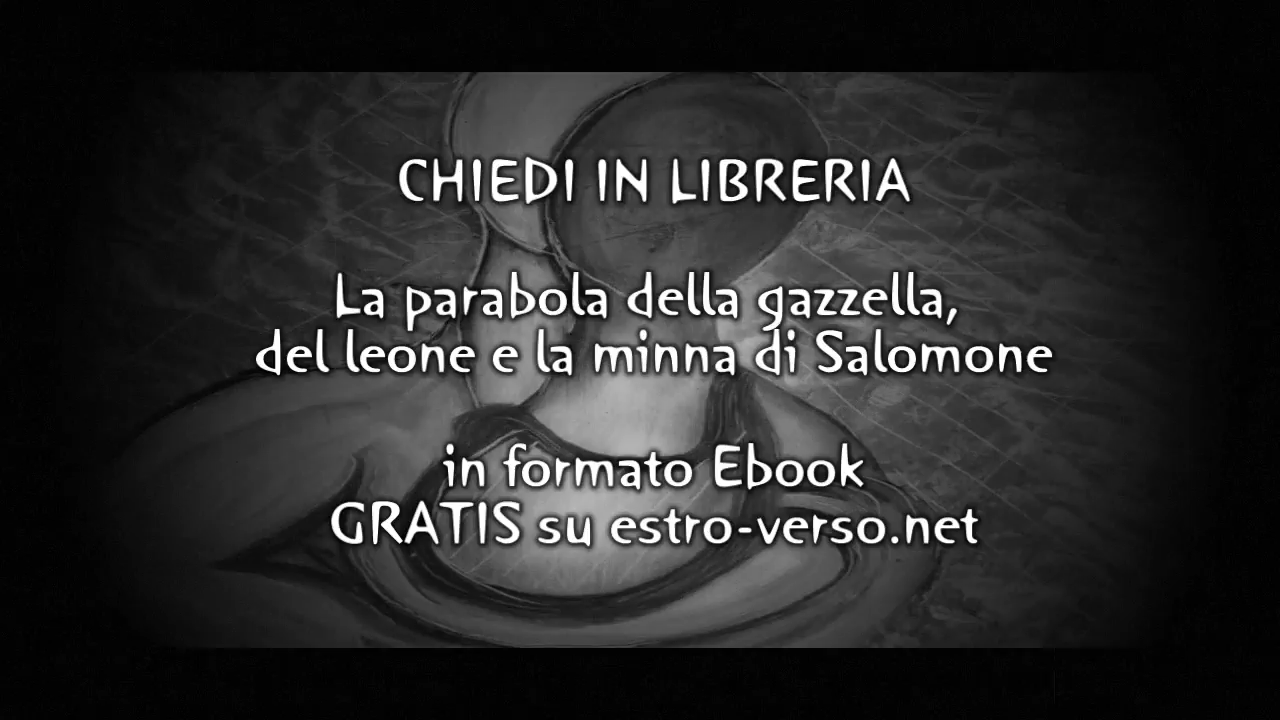 CHIEDI IN LIBRERIA
La parabola della gazzella,
del leone e la minna di Salomone
in formato Ebook
GRATIS su estro-verso.net